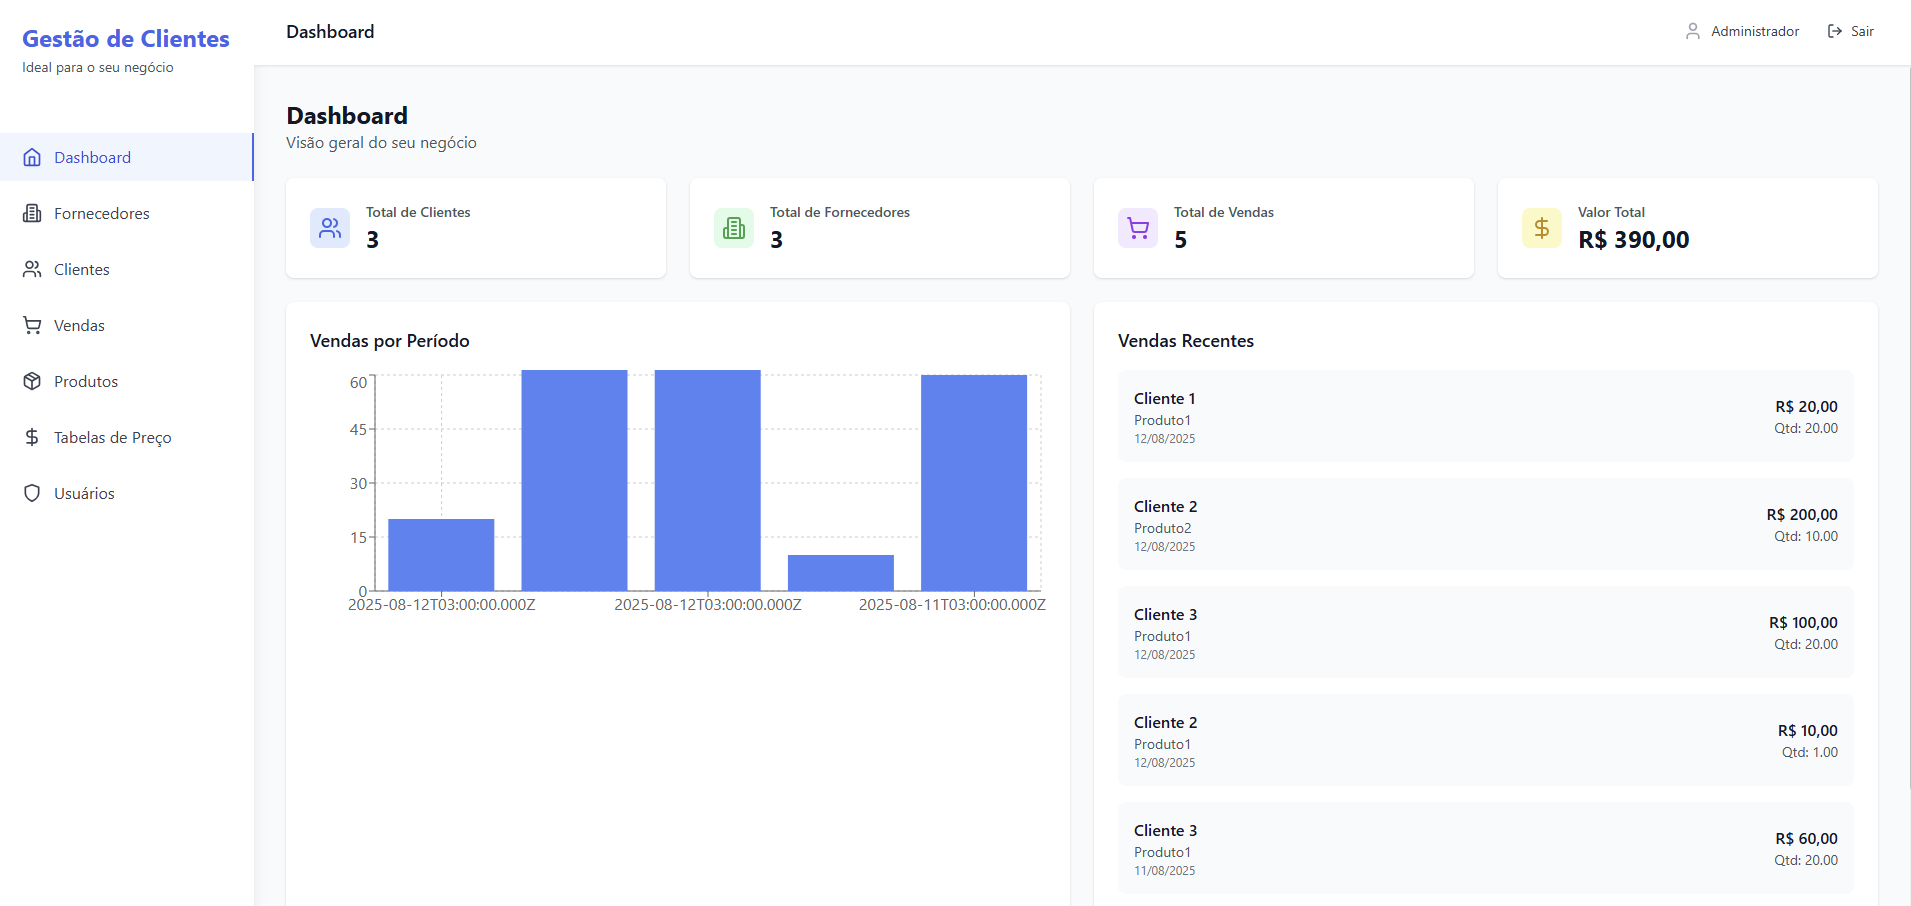 Gestão de Clientes
Ideal para o seu negócio
Dashboard
Fornecedores
Clientes
Vendas
Produtos
Tabelas de Preço
Usuários
Dashboard
Administrador
Sair
Dashboard
Visão geral do seu negócio
Total de Clientes
3
Total de Fornecedores
3
Total de Vendas
5
Valor Total
R$ 390,00
Vendas por Período
60
45
30
15
0
2025-08-12T03:00:00.000Z
2025-08-12T03:00:00.000Z
2025-08-11T03:00:00.000Z
Vendas Recentes
Cliente 1
Produto1
12/08/2025
R$ 20,00
Qtd: 20.00
Cliente 2
Produto2
12/08/2025
R$ 200,00
Qtd: 10.00
Cliente 3
Produto1
12/08/2025
R$ 100,00
Qtd: 20.00
Cliente 2
Produto1
12/08/2025
R$ 10,00
Qtd: 1.00
Cliente 3
Produto1
11/08/2025
R$ 60,00
Qtd: 20.00